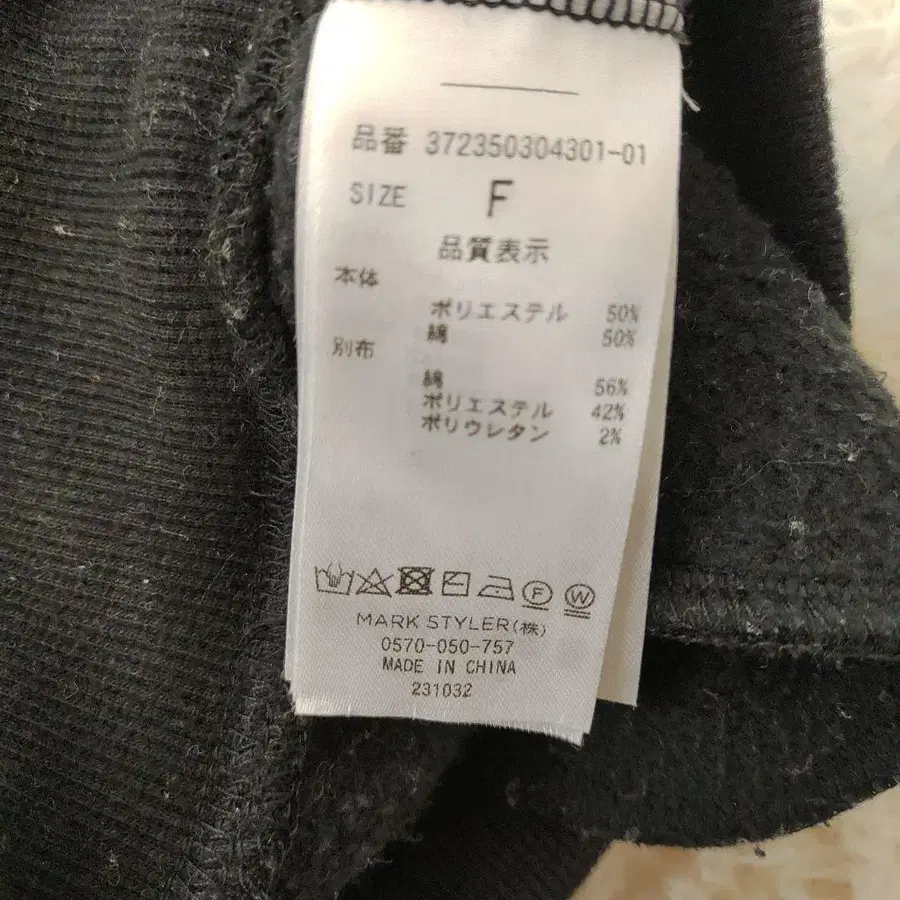 品番 372350304301-01
SIZE F
品質表示
本体
ポリエステル 50%
綿 50%
別布
綿 56%
ポリエステル 42%
ポリウレタン 2%
F W
MARK STYLER(株)
0570-050-757
MADE IN CHINA
231032